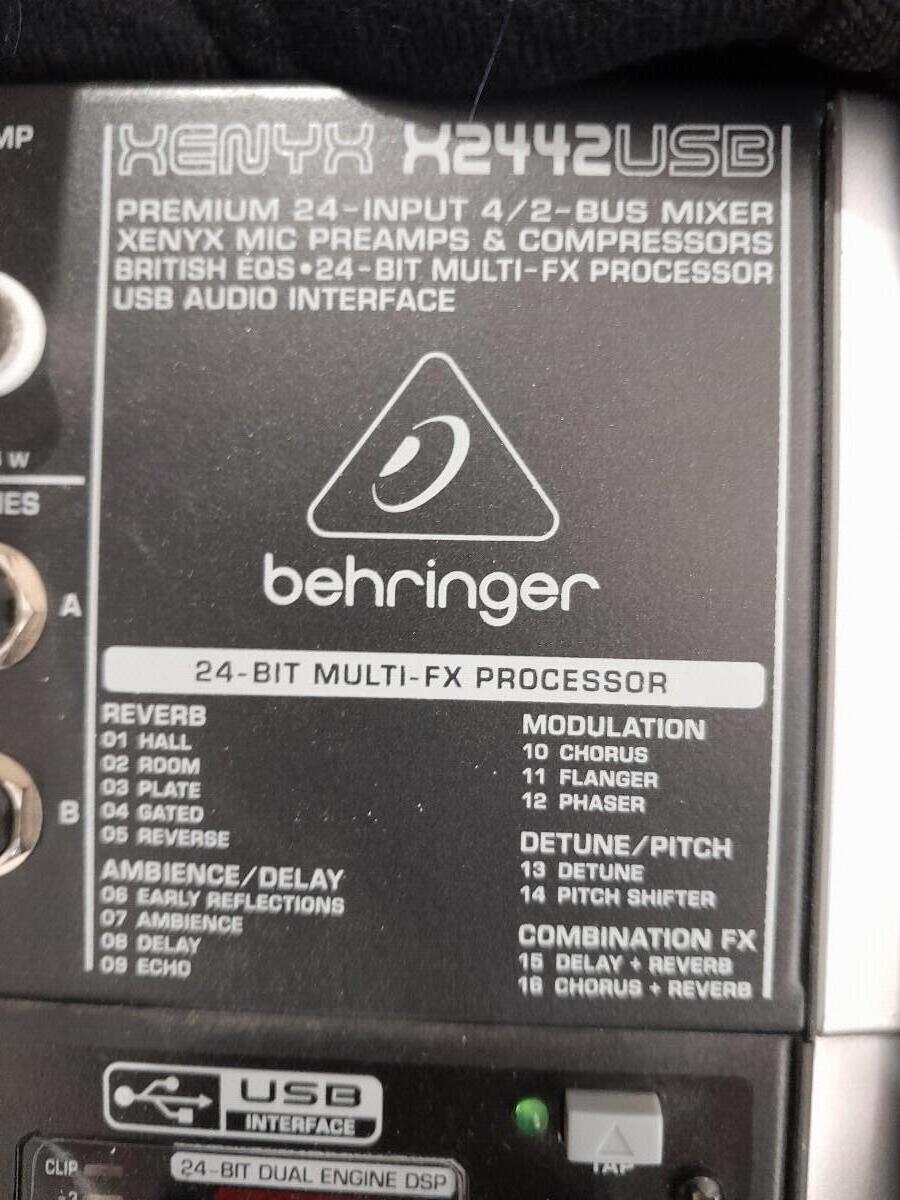 XENYX X2442USB
PREMIUM 24-INPUT 4/2-BUS MIXER
XENYX MIC PREAMPS & COMPRESSORS
BRITISH EQS•24-BIT MULTI-FX PROCESSOR
USB AUDIO INTERFACE
behringer
A
B
24-BIT MULTI-FX PROCESSOR
REVERB
01 HALL
02 ROOM
03 PLATE
04 GATED
05 REVERSE
AMBIENCE/DELAY
06 EARLY REFLECTIONS
07 AMBIENCE
08 DELAY
09 ECHO
MODULATION
10 CHORUS
11 FLANGER
12 PHASER
DETUNE/PITCH
13 DETUNE
14 PITCH SHIFTER
COMBINATION FX
15 DELAY + REVERB
16 CHORUS + REVERB
USB
INTERFACE
TAP
CLIP
24-BIT DUAL ENGINE DSP